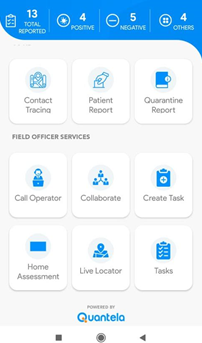 13
TOTAL
REPORTED
4
POSITIVE
5
NEGATIVE
4
OTHERS
Contact
Tracing
Patient
Report
Quarantine
Report
FIELD OFFICER SERVICES
Call Operator
Collaborate
Create Task
Home
Assessment
Live Locator
Tasks
POWERED BY
Quantela